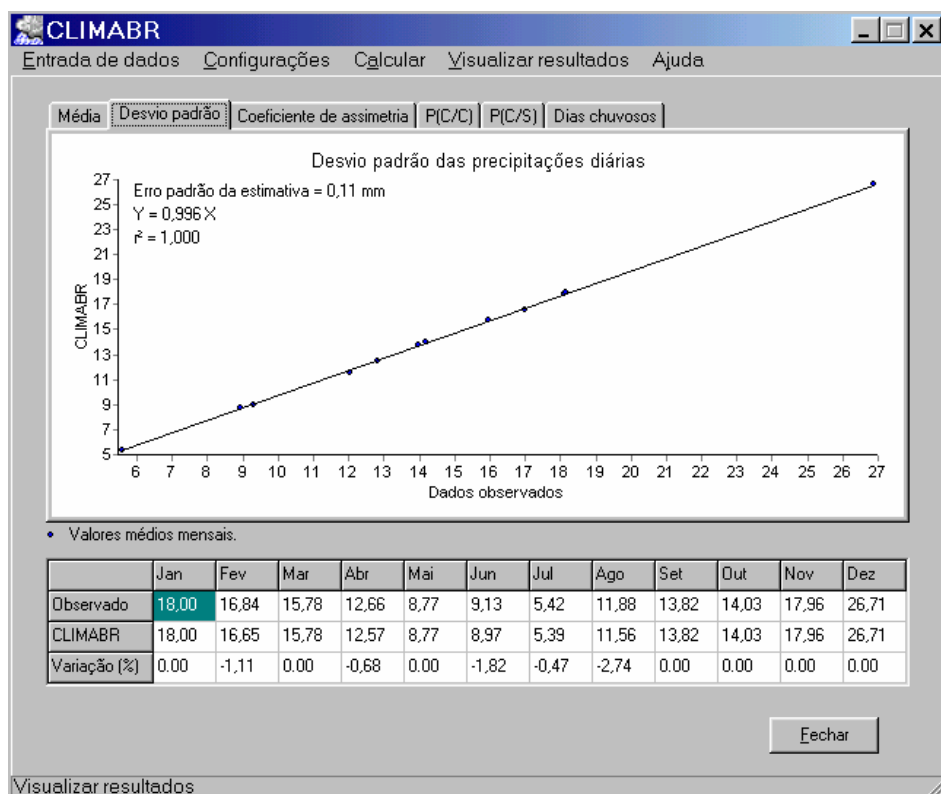 CLIMABR
Entrada de dados Configurações Calcular Visualizar resultados Ajuda
Média Desvio padrão Coeficiente de assimetria P(C/C) P(C/S) Dias chuvosos
Desvio padrão das precipitações diárias
Erro padrão da estimativa = 0,11 mm
Y = 0,996 X
r² = 1,000
CLIMABR
27
25
23
21
19
17
15
13
11
9
7
5
6 7 8 9 10 11 12 13 14 15 16 17 18 19 20 21 22 23 24 25 26 27
Dados observados
Valores médios mensais.
Jan Fev Mar Abr Mai Jun Jul Ago Set Out Nov Dez
Observado 18,00 16,84 15,78 12,66 8,77 9,13 5,42 11,88 13,82 14,03 17,96 26,71
CLIMABR 18,00 16,65 15,78 12,57 8,77 8,97 5,39 11,56 13,82 14,03 17,96 26,71
Variação (%) 0.00 -1,11 0.00 -0,68 0.00 -1,82 -0,47 -2,74 0.00 0.00 0.00 0.00
Fechar
Visualizar resultados